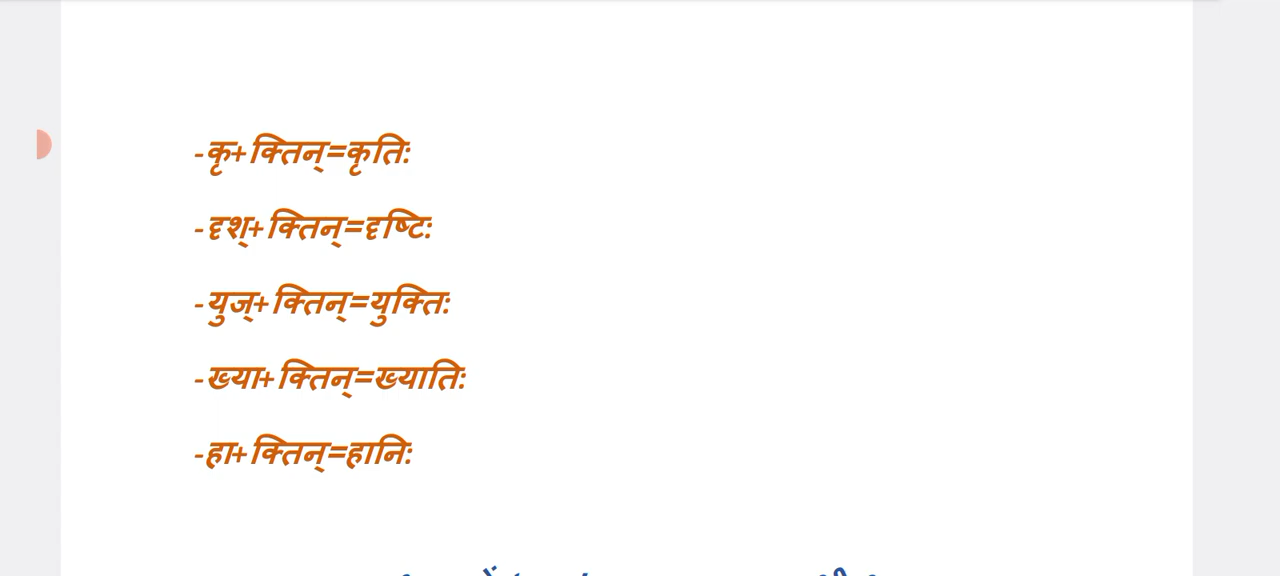 -कृ+ क्तिन्=कृतिः
-दृश्+ क्तिन्=दृष्टिः
-युज्+ क्तिन्=युक्तिः
-ख्या+ क्तिन्=ख्यातिः
-हा+ क्तिन्=हानिः